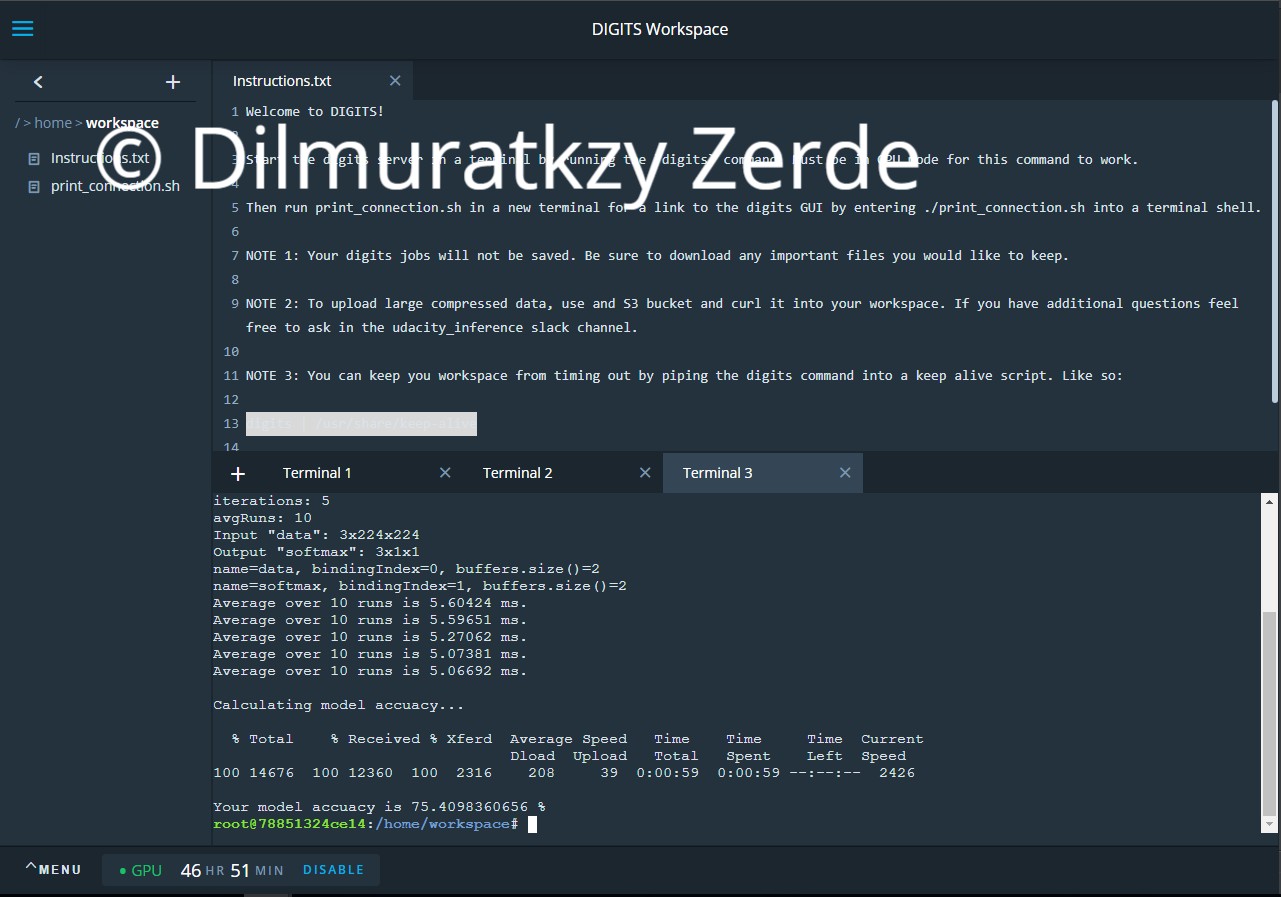 DIGITS Workspace
Instructions.txt
/ > home > workspace
Instructions.txt
print_connection.sh
© Dilmuratkzy Zerde
1 Welcome to DIGITS!
3 Start the digits server in a terminal by running the digits command. Must be in GPU mode for this command to work.
4
5 Then run print_connection.sh in a new terminal for a link to the digits GUI by entering ./print_connection.sh into a terminal shell.
6
7 NOTE 1: Your digits jobs will not be saved. Be sure to download any important files you would like to keep.
8
9 NOTE 2: To upload large compressed data, use and S3 bucket and curl it into your workspace. If you have additional questions feel
free to ask in the udacity_inference slack channel.
10
11 NOTE 3: You can keep you workspace from timing out by piping the digits command into a keep alive script. Like so:
12
13 digits | /usr/share/keep-alive
14
+ Terminal 1 Terminal 2 Terminal 3
iterations: 5
avgRuns: 10
Input "data": 3x224x224
Output "softmax": 3x1x1
name=data, bindingIndex=0, buffers.size()=2
name=softmax, bindingIndex=1, buffers.size()=2
Average over 10 runs is 5.60424 ms.
Average over 10 runs is 5.59651 ms.
Average over 10 runs is 5.27062 ms.
Average over 10 runs is 5.07381 ms.
Average over 10 runs is 5.06692 ms.
Calculating model accuacy...
% Total % Received % Xferd Average Speed Time Time Time Current
Dload Upload Total Spent Left Speed
100 14676 100 12360 100 2316 208 39 0:00:59 0:00:59 --:--:-- 2426
Your model accuacy is 75.4098360656 %
root@78851324ce14:/home/workspace#
^MENU GPU 46 HR 51 MIN DISABLE